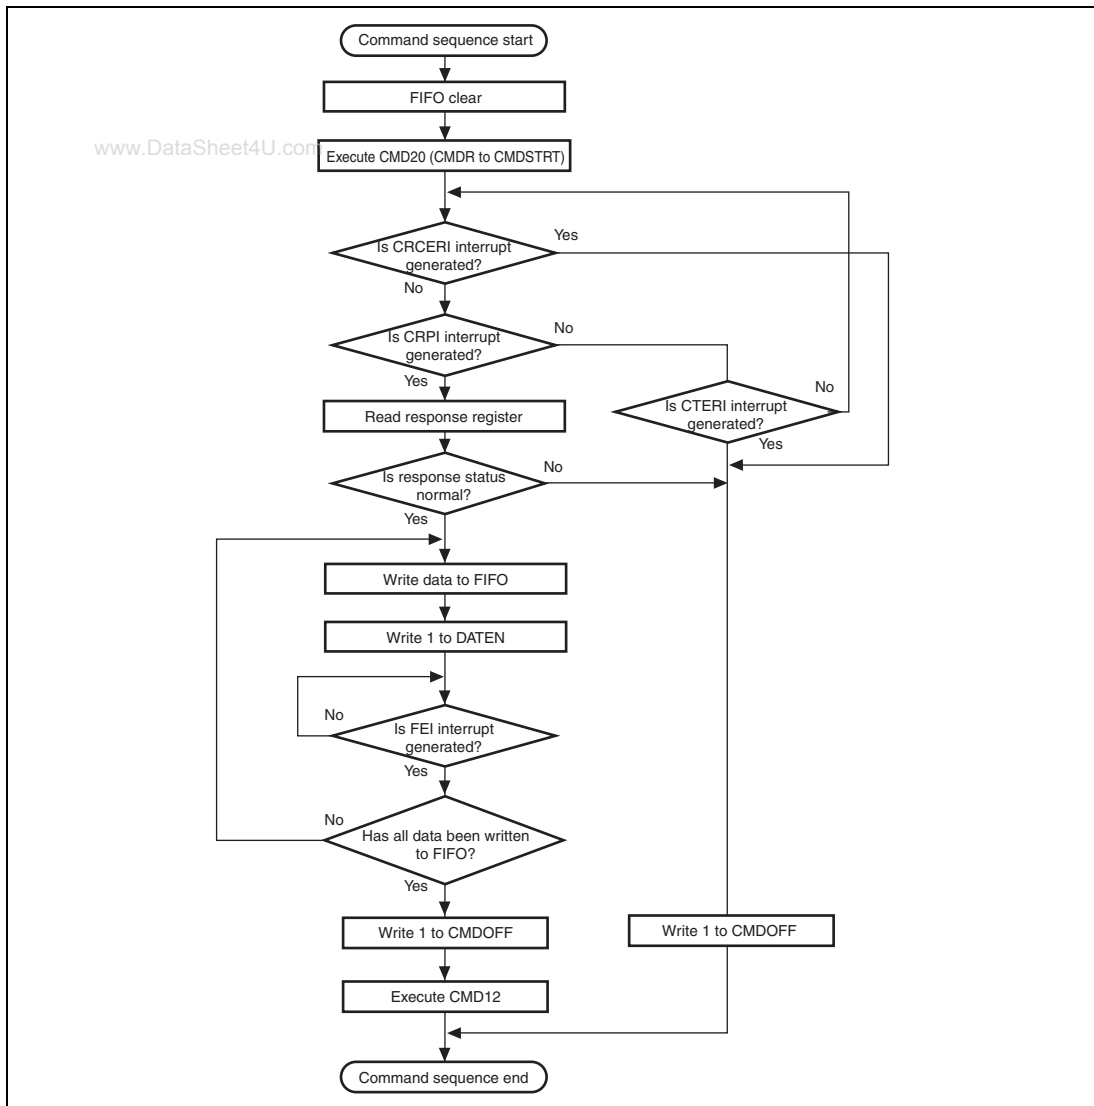 Command sequence start
FIFO clear
www.DataSheet4U.com
Execute CMD20 (CMDR to CMDSTRT)
Is CRCERI interrupt
generated?
Yes
No
Is CRPI interrupt
generated?
No
Yes
Is CTERI interrupt
generated?
No
Yes
Read response register
Is response status
normal?
No
Yes
Write data to FIFO
Write 1 to DATEN
No
Is FEI interrupt
generated?
Yes
No
Has all data been written
to FIFO?
Yes
Write 1 to CMDOFF
Write 1 to CMDOFF
Execute CMD12
Command sequence end